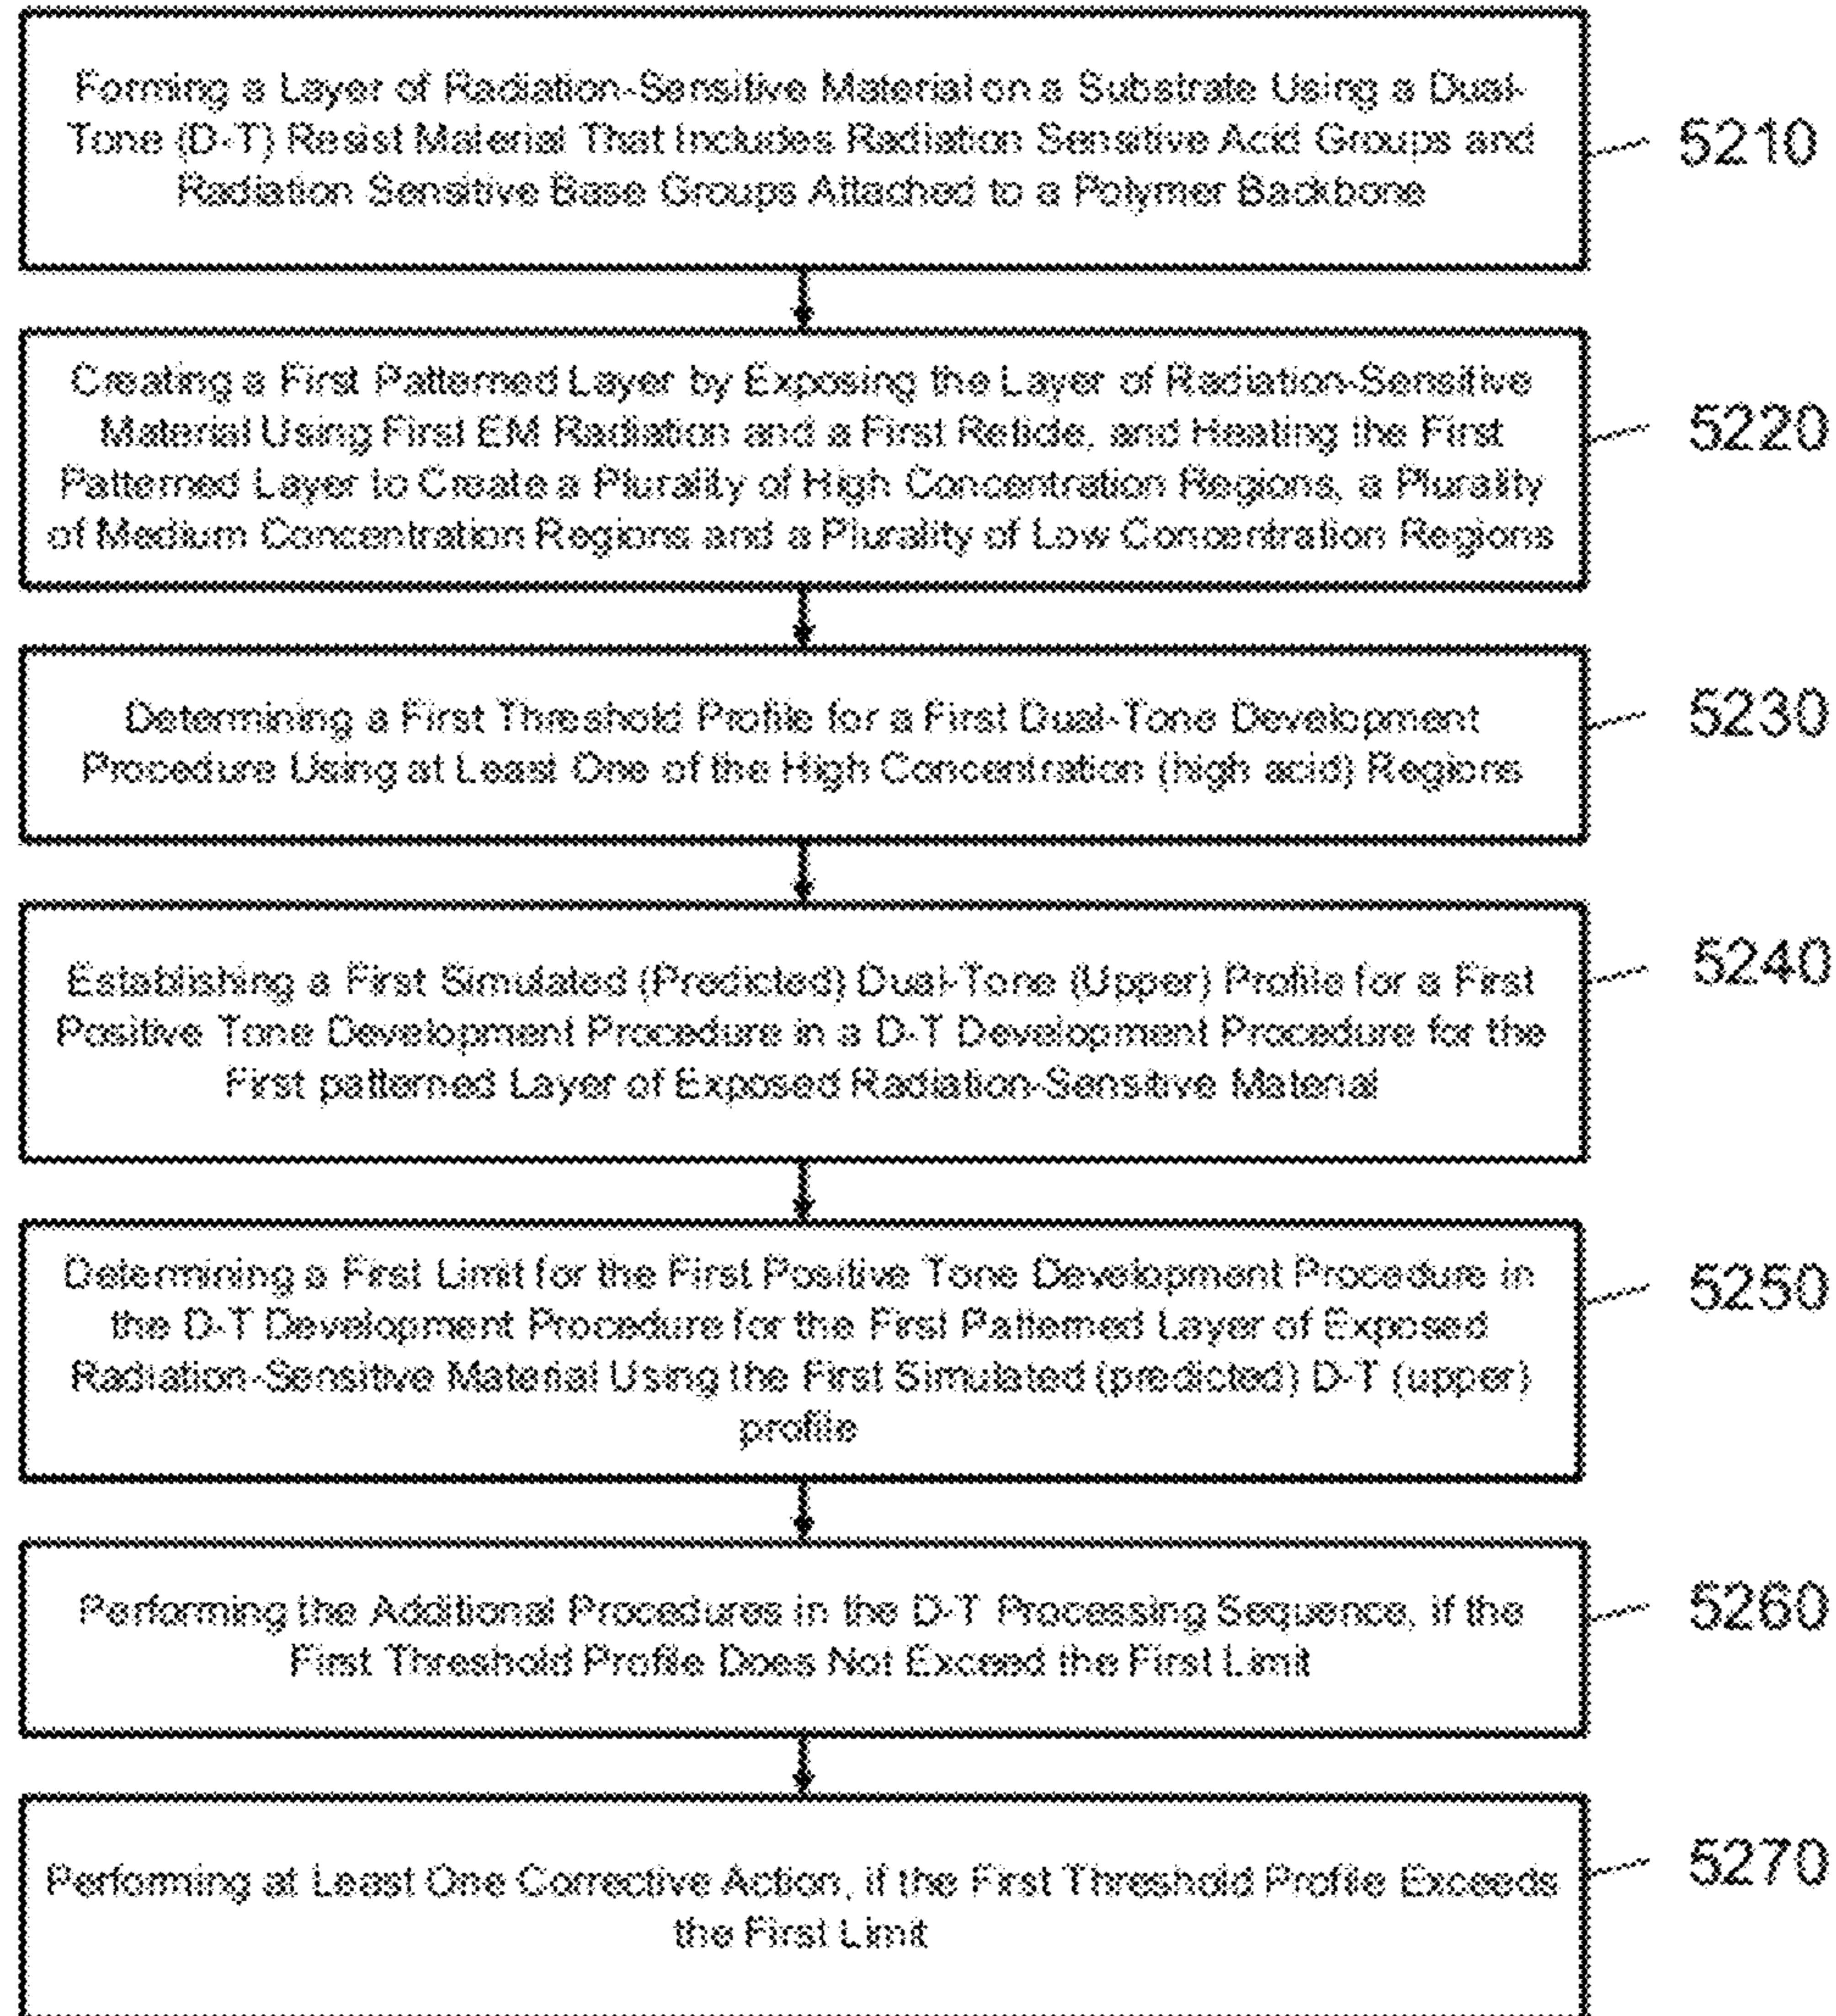 Forming a Layer of Radiation-Sensitive Material on a Substrate Using a Dual-
Tone (D-T) Resist Material That Includes Radiation Sensitive Acid Groups and
Radiation Sensitive Base Groups Attached to a Polymer Backbone
5210
Creating a First Patterned Layer by Exposing the Layer of Radiation-Sensitive
Material Using First EM Radiation and a First Reticle, and Heating the First
Patterned Layer to Create a Plurality of High Concentration Regions, a Plurality
of Medium Concentration Regions and a Plurality of Low Concentration Regions
5220
Determining a First Threshold Profile for a First Dual-Tone Development
Procedure Using at Least One of the High Concentration (high acid) Regions
5230
Establishing a First Simulated (Predicted) Dual-Tone (Upper) Profile for a First
Positive Tone Development Procedure in a D-T Development Procedure for the
First patterned Layer of Exposed Radiation-Sensitive Material
5240
Determining a First Limit for the First Positive Tone Development Procedure in
the D-T Development Procedure for the First Patterned Layer of Exposed
Radiation-Sensitive Material Using the First Simulated (predicted) D-T (upper)
profile
5250
Performing the Additional Procedures in the D-T Processing Sequence, if the
First Threshold Profile Does Not Exceed the First Limit
5260
Performing at Least One Corrective Action, if the First Threshold Profile Exceeds
the First Limit
5270